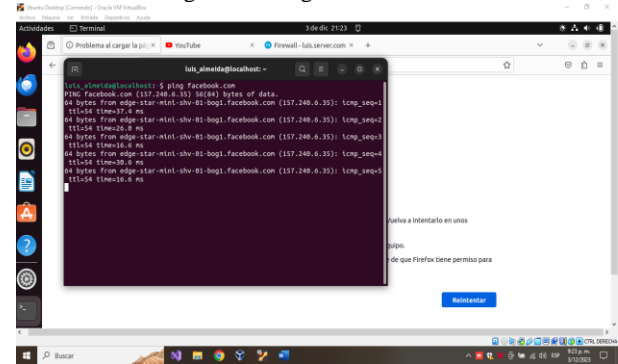 Ubuntu Desktop [Corriendo] - Oracle VM VirtualBox
Archivo Máquina Ver Entrada Dispositivos Ayuda
Actividades Terminal 3 de dic 21:23
Problema al cargar la pág × YouTube × Firewall - luis.server.com × +
luis_almeida@localhost: ~
luis_almeida@localhost:~$ ping facebook.com
PING facebook.com (157.240.6.35) 56(84) bytes of data.
64 bytes from edge-star-mini-shv-01-bog1.facebook.com (157.240.6.35): icmp_seq=1
ttl=54 time=37.4 ms
64 bytes from edge-star-mini-shv-01-bog1.facebook.com (157.240.6.35): icmp_seq=2
ttl=54 time=26.8 ms
64 bytes from edge-star-mini-shv-01-bog1.facebook.com (157.240.6.35): icmp_seq=3
ttl=54 time=16.6 ms
64 bytes from edge-star-mini-shv-01-bog1.facebook.com (157.240.6.35): icmp_seq=4
ttl=54 time=30.6 ms
64 bytes from edge-star-mini-shv-01-bog1.facebook.com (157.240.6.35): icmp_seq=5
ttl=54 time=16.6 ms
Vuelva a intentarlo en unos
quipo.
de que Firefox tiene permiso para
Reintentar
CTRL DERECHA
Buscar
ESP 9:23 p. m.
3/12/2023